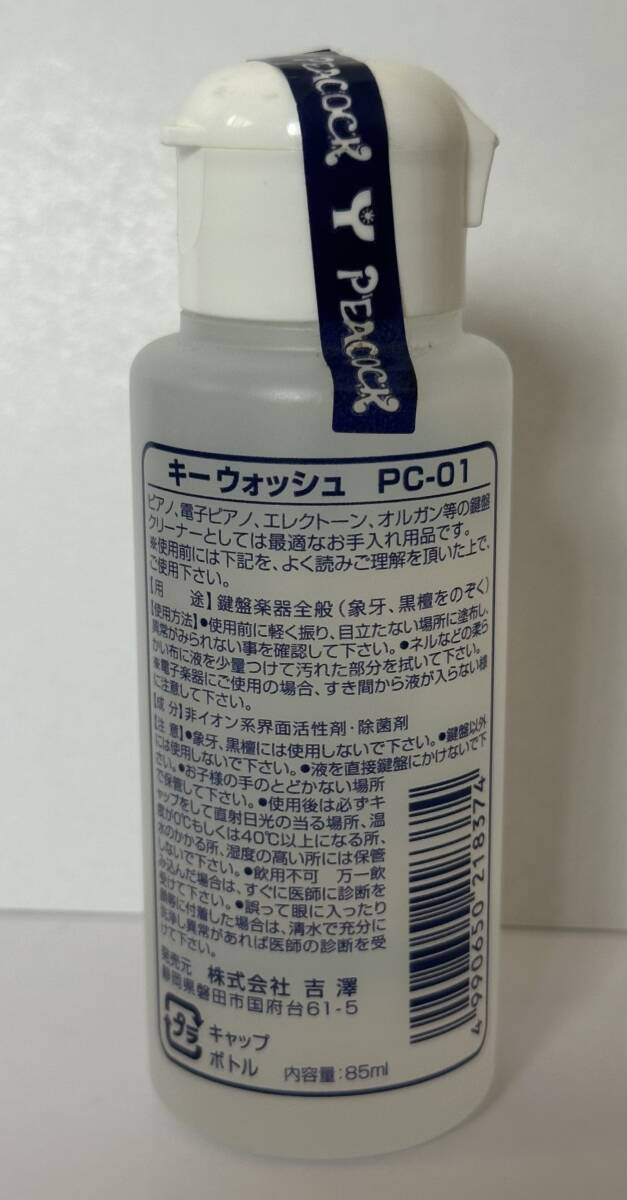 PEACOCK Y PEACOCK
キーウォッシュ PC-01
ピアノ、電子ピアノ、エレクトーン、オルガン等の鍵盤
クリーナーとしては最適なお手入れ用品です。
※使用前には下記を、よく読みご理解を頂いた上で、
ご使用下さい。
【用 途】鍵盤楽器全般（象牙、黒檀をのぞく）
【使用方法】●使用前に軽く振り、目立たない場所に塗布し、
異常がみられない事を確認して下さい。●ネルなどの柔ら
かい布に液を少量つけて汚れた部分を拭いて下さい。
※電子楽器にご使用の場合、すき間から液が入らない様
に注意して下さい。
【成 分】非イオン系界面活性剤・除菌剤
【注 意】●象牙、黒檀には使用しないで下さい。●鍵盤以外
には使用しないで下さい。●液を直接鍵盤にかけないで下
さい。●お子様の手のとどかない場所
で保管して下さい。●使用後は必ずキ
ャップをして直射日光の当る場所、温
度が0℃もしくは40℃以上になる所、
水のかかる所、湿度の高い所には保管
しないで下さい。●飲用不可 万一飲
み込んだ場合は、すぐに医師に診断を
受けて下さい。●誤って眼に入ったり
皮膚等に付着した場合は、清水で充分に
洗浄し異常があれば医師の診断を受
けて下さい。
発売元 株式会社 吉澤
静岡県磐田市国府台61-5
プラ
キャップ
ボトル
内容量：85ml
4990650218374